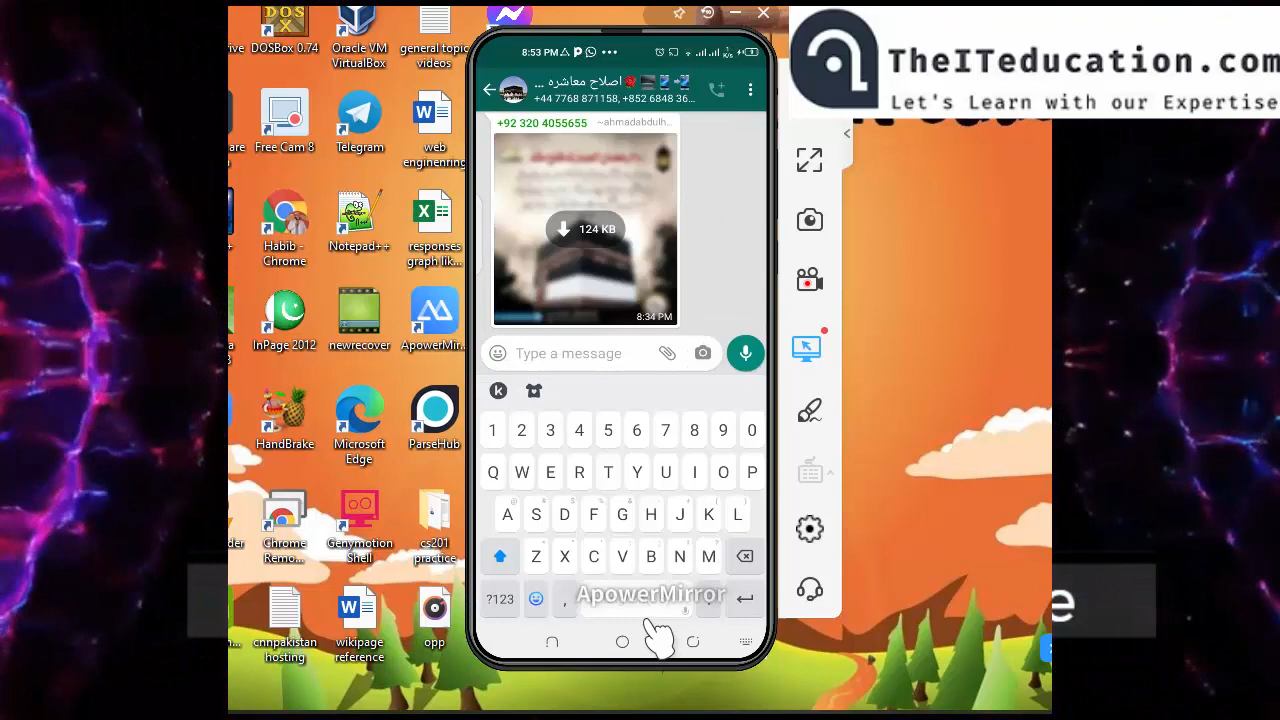 TheITeducation.com
Let's Learn with our Expertise
DOSBox 0.74
Oracle VM
VirtualBox
general topic
videos
Free Cam 8
Telegram
web
enginenring
Habib -
Chrome
Notepad++
responses
graph lik...
InPage 2012
newrecover
ApowerMir...
HandBrake
Microsoft
Edge
ParseHub
Chrome
Remo...
Genymotion
Shell
cs201
practice
cnnpakistan
hosting
wikipage
reference
opp
8:53 PM
اصلاح معاشره ...
+44 7768 871158, +852 6848 36...
+92 320 4055655 ~ahmadabdulh...
124 KB
8:34 PM
Type a message
1 2 3 4 5 6 7 8 9 0
Q W E R T Y U I O P
A S D F G H J K L
Z X C V B N M
?123 ,
ApowerMirror